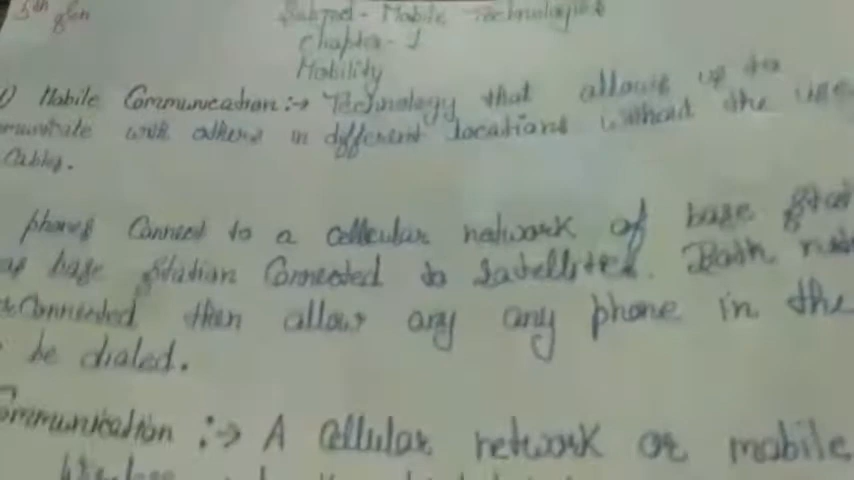 5th gen
Subject - Mobile Technologies
Chapter - 1
Mobility
1) Mobile Communication :→ Technology that allows us to
with others in different locations without the use
Cables.
phones Connect to a cellular network of base
base station Connected to Satellites. Both
Connected then allow any any phone in the
be dialed.
Communication :→ A cellular network or mobile